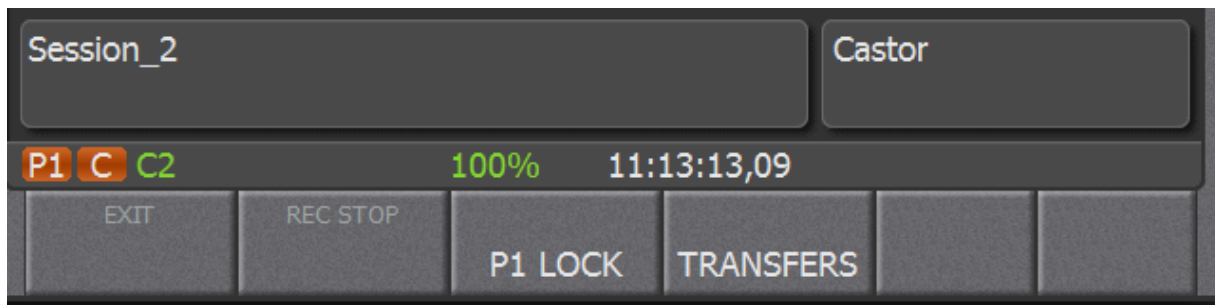 Session_2
Castor
P1 C C2 100% 11:13:13,09
EXIT REC STOP
P1 LOCK TRANSFERS